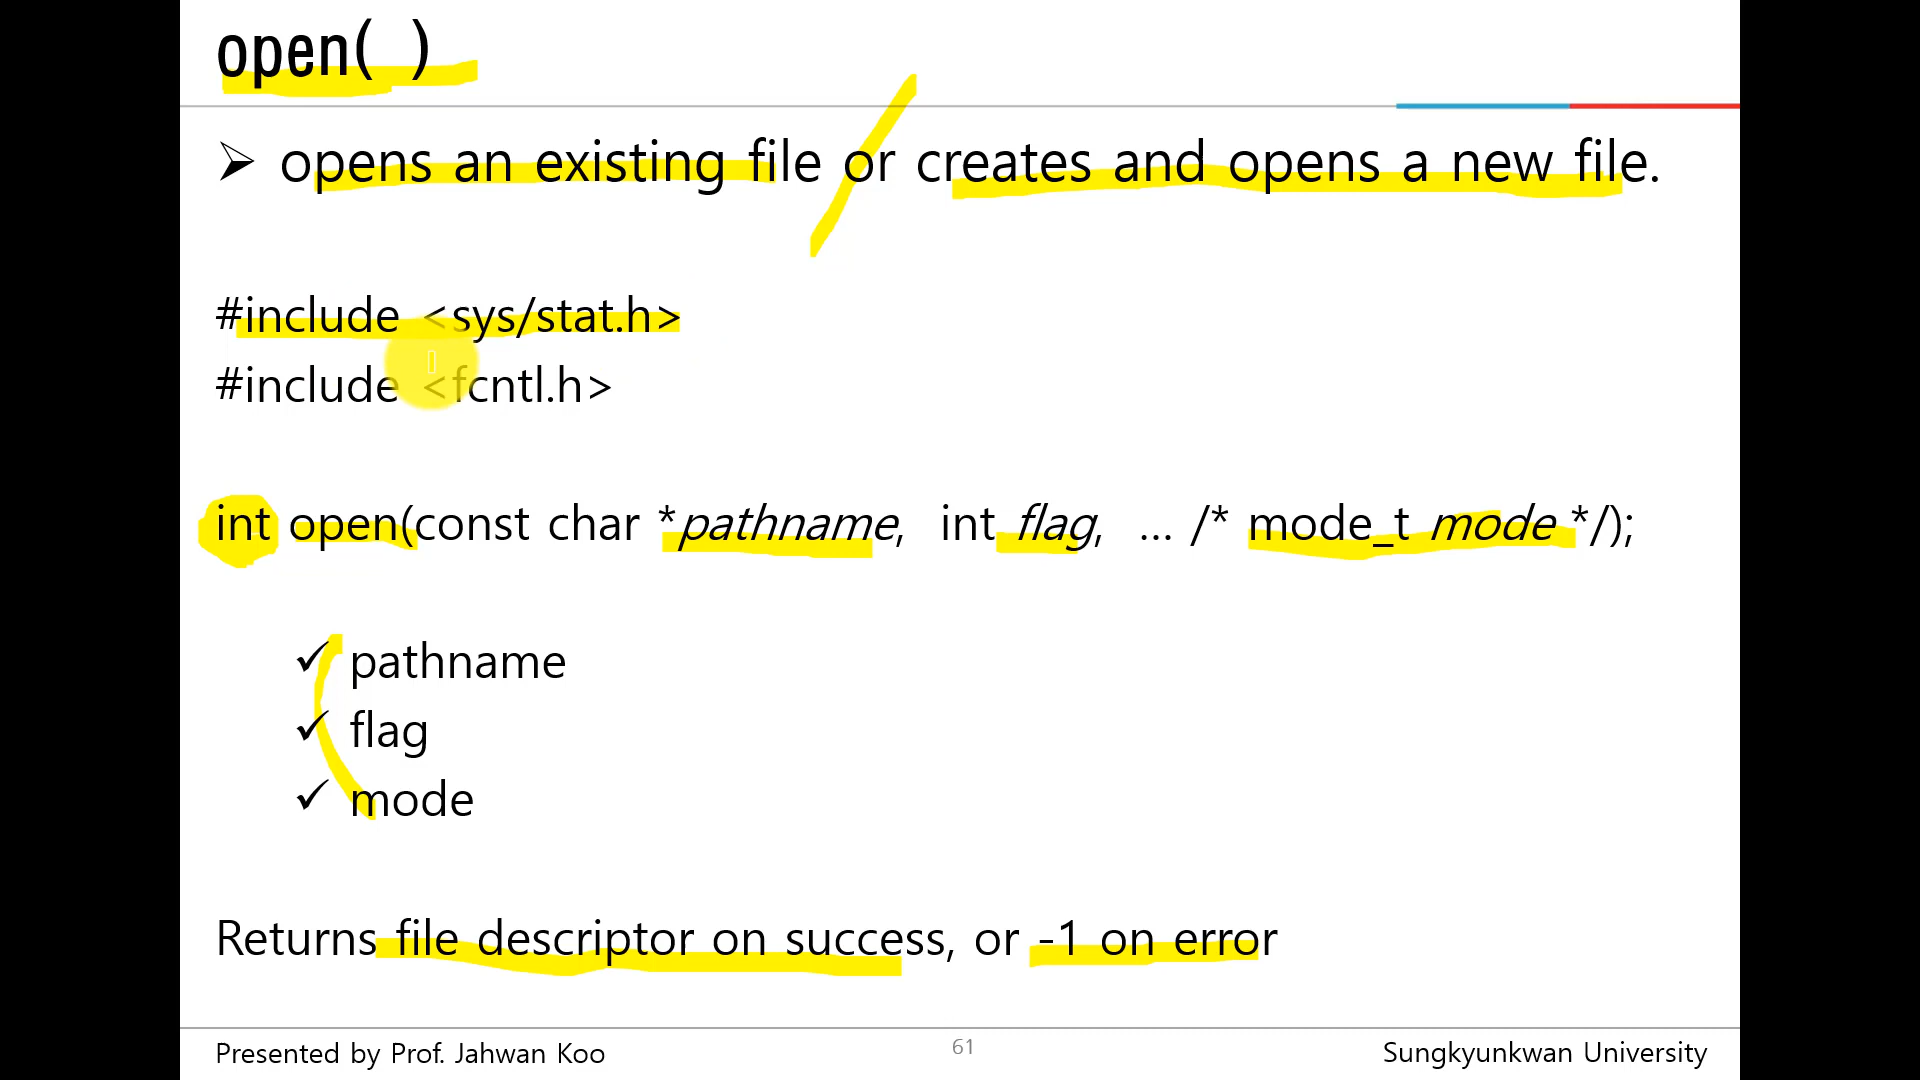 open( )
➢ opens an existing file or creates and opens a new file.
#include <sys/stat.h>
#include <fcntl.h>
int open(const char *pathname, int flag, ... /* mode_t mode */);
✓ pathname
✓ flag
✓ mode
Returns file descriptor on success, or -1 on error
Presented by Prof. Jahwan Koo
61
Sungkyunkwan University